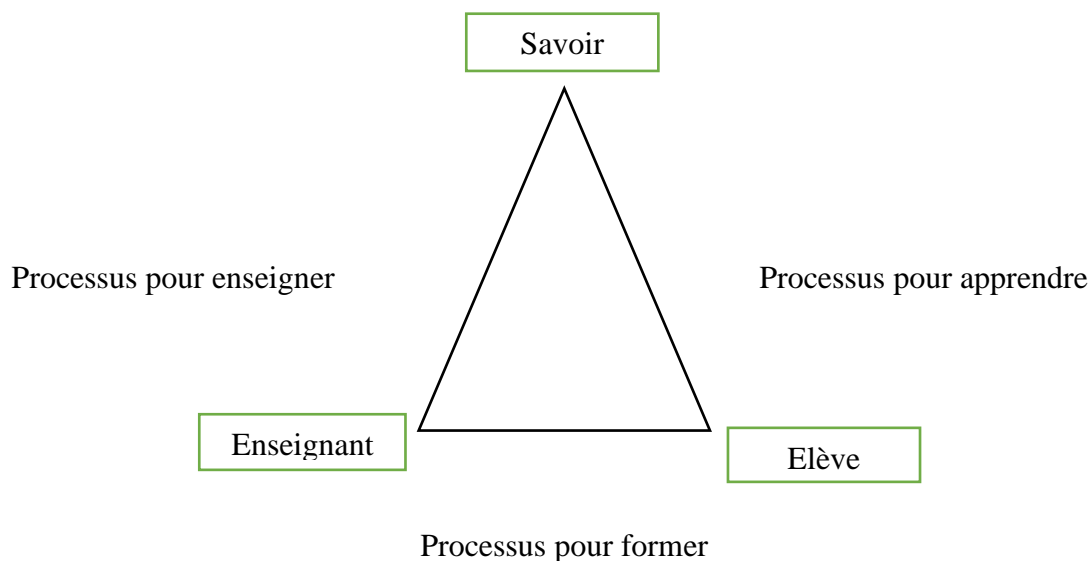 Savoir
Processus pour enseigner
Processus pour apprendre
Enseignant
Elève
Processus pour former